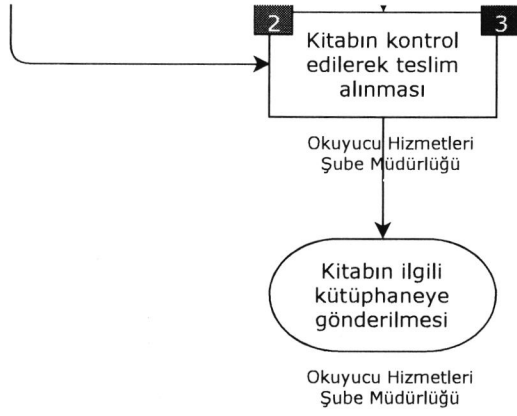 2
3
Kitabın kontrol
edilerek teslim
alınması
Okuyucu Hizmetleri
Şube Müdürlüğü
Kitabın ilgili
kütüphaneye
gönderilmesi
Okuyucu Hizmetleri
Şube Müdürlüğü